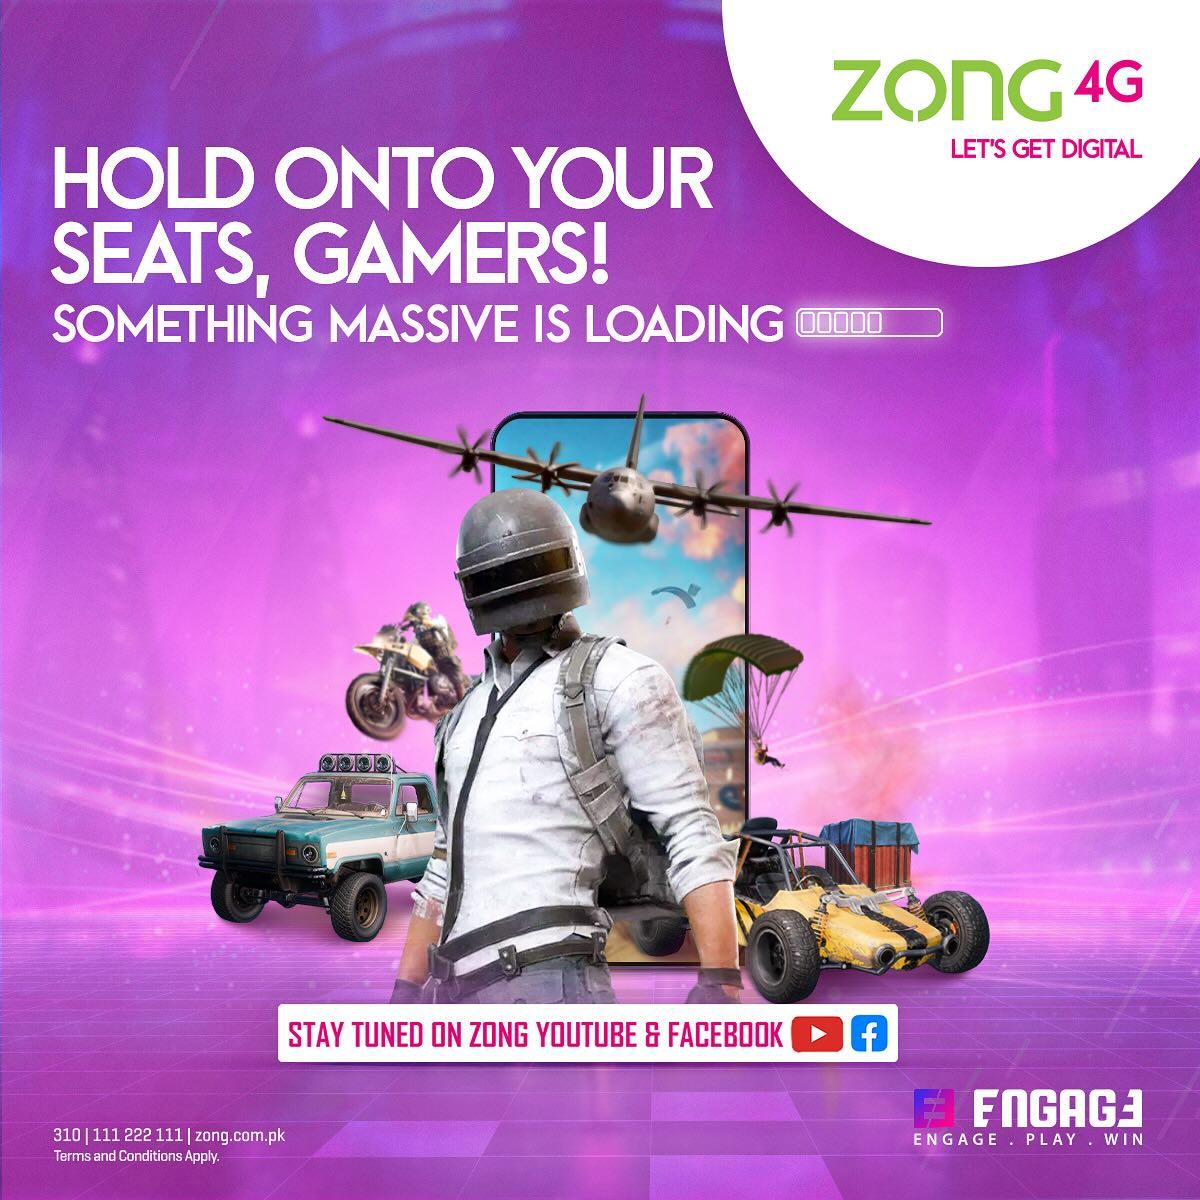 ZONG 4G
LET'S GET DIGITAL
HOLD ONTO YOUR
SEATS, GAMERS!
SOMETHING MASSIVE IS LOADING
STAY TUNED ON ZONG YOUTUBE & FACEBOOK
ENGAGE
ENGAGE . PLAY . WIN
310 | 111 222 111 | zong.com.pk
Terms and Conditions Apply.